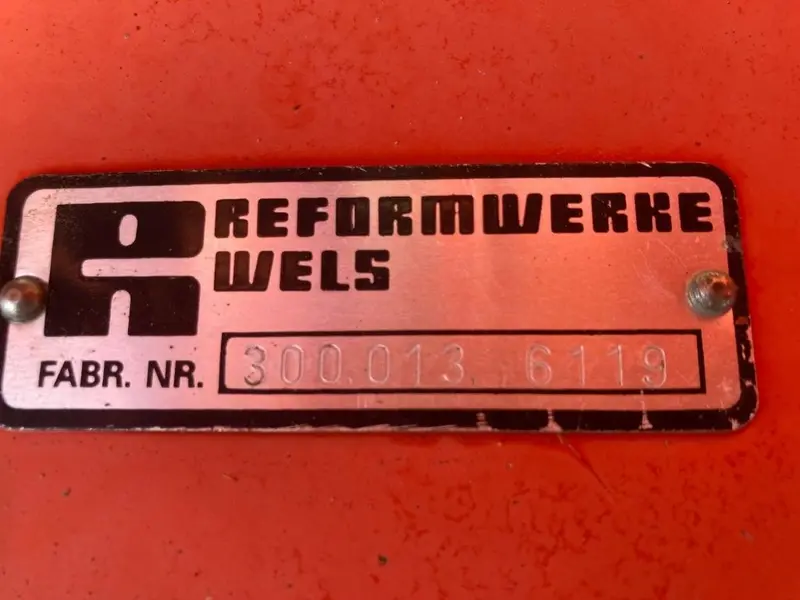 REFORMWERKE
WELS
FABR. NR. 300.013 6119